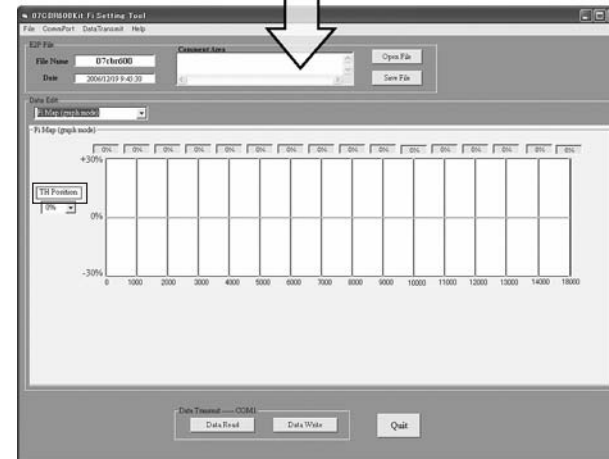 07CBR600Kit Fi Setting Tool
File CommPort DataTransmit Help
E2P File
File Name 07cbr600
Date 2006/12/19 9:45:20
Comment Area
Open File
Save File
Data Edit
Fi Map (graph mode)
Fi Map (graph mode)
0% 0% 0% 0% 0% 0% 0% 0% 0% 0% 0% 0% 0% 0%
+30%
TH Position
0%
0%
-30%
0 1000 2000 3000 4000 5000 6000 7000 8000 9000 10000 11000 12000 13000 14000 18000
Data Transmit ----- COM1
Data Read Data Write Quit